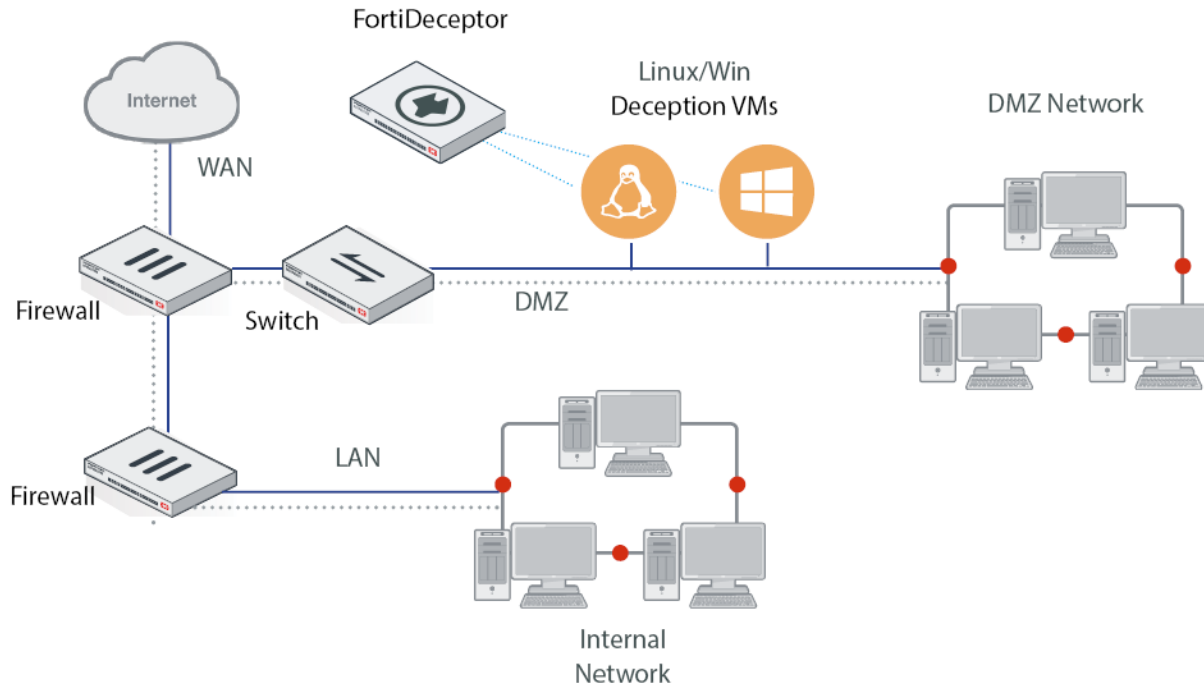 FortiDeceptor
Internet
Linux/Win
Deception VMs
DMZ Network
WAN
Firewall
Switch
DMZ
Firewall
LAN
Internal
Network